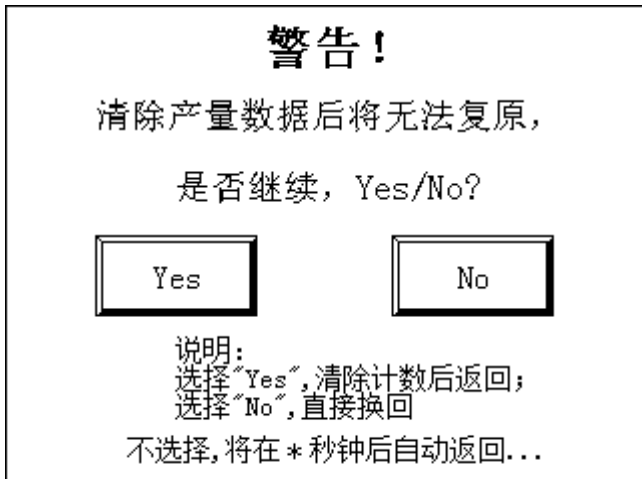 警告!
清除产量数据后将无法复原,
是否继续, Yes/No?
Yes
No
说明:
选择"Yes",清除计数后返回;
选择"No",直接换回
不选择,将在*秒钟后自动返回...